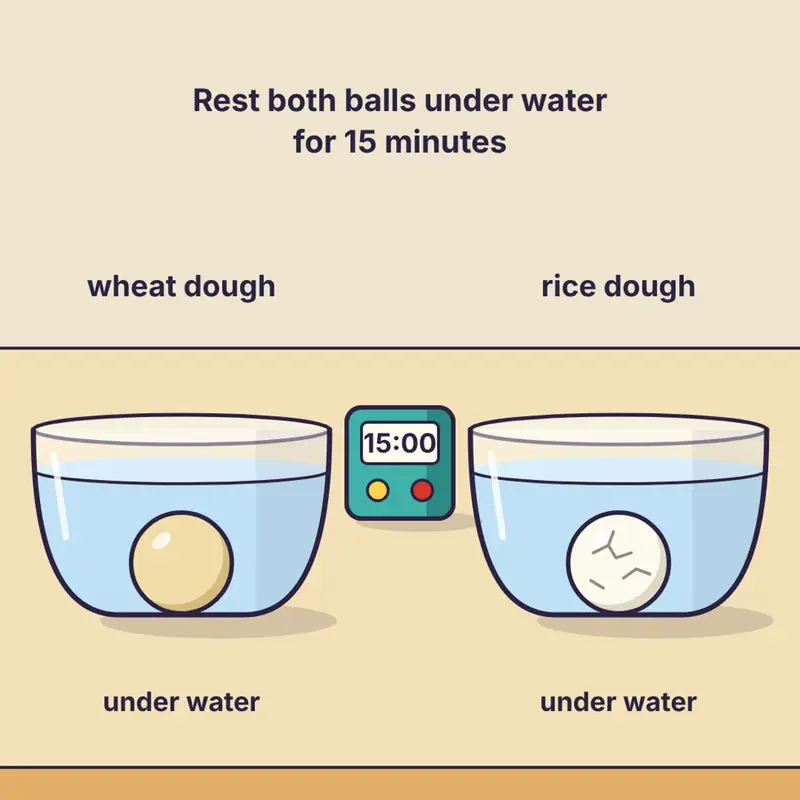 Rest both balls under water
for 15 minutes
wheat dough
rice dough
15:00
under water
under water